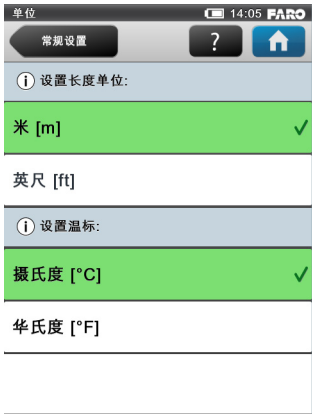 单位 14:05 FARO
常规设置 ?
i 设置长度单位:
米 [m]
英尺 [ft]
i 设置温标:
摄氏度 [°C]
华氏度 [°F]